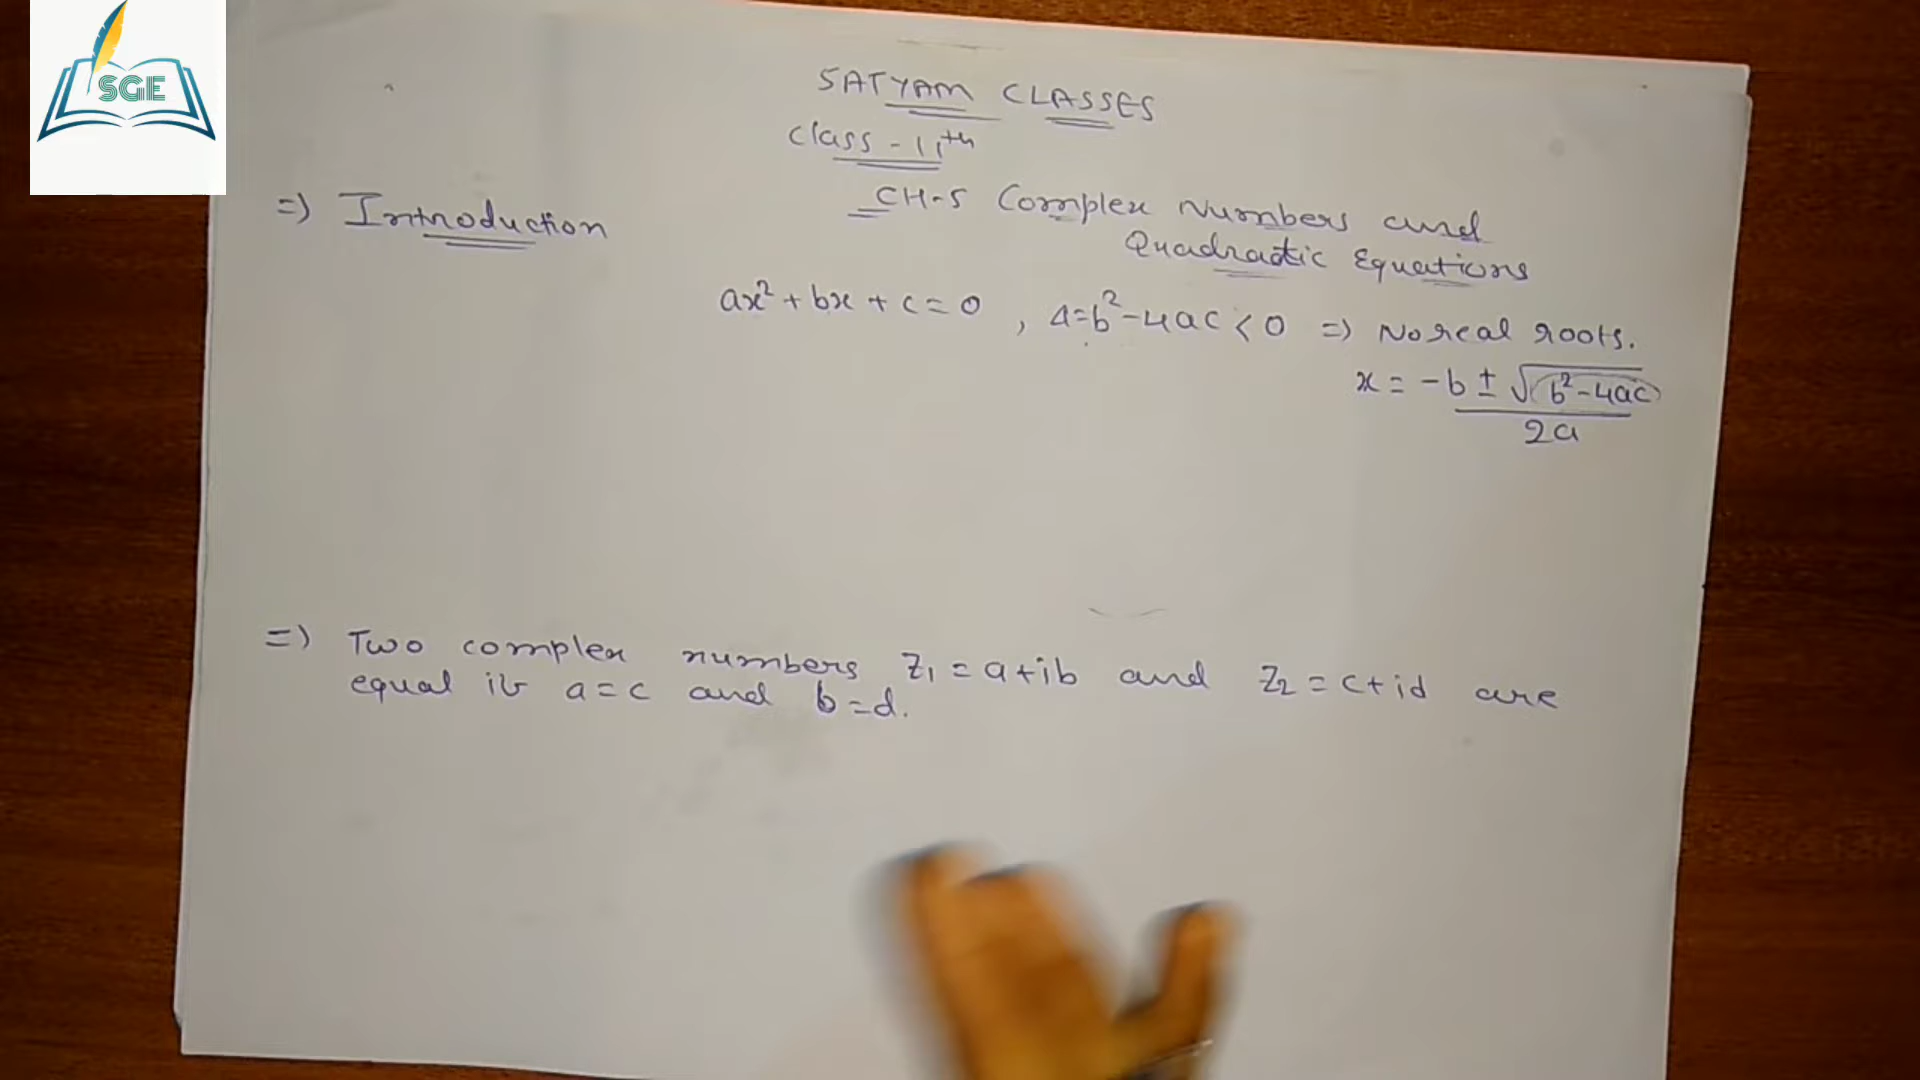 SGE
SATYAM CLASSES
Class - 11th
=) Introduction
CH-5 Complex Numbers and
Quadractic Equations
ax² + bx + c = 0 , Δ=b²-4ac < 0 => No real roots.
x = -b ± √b²-4ac
2a
=) Two complex numbers Z₁ = a+ib and Z₂ = c+id are
equal if a=c and b=d.